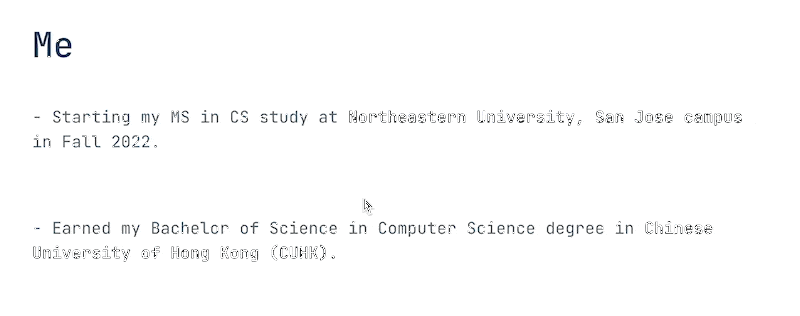 Me
- Starting my MS in CS study at Northeastern University, San Jose campus
in Fall 2022.
- Earned my Bachelor of Science in Computer Science degree in Chinese
University of Hong Kong (CUHK).